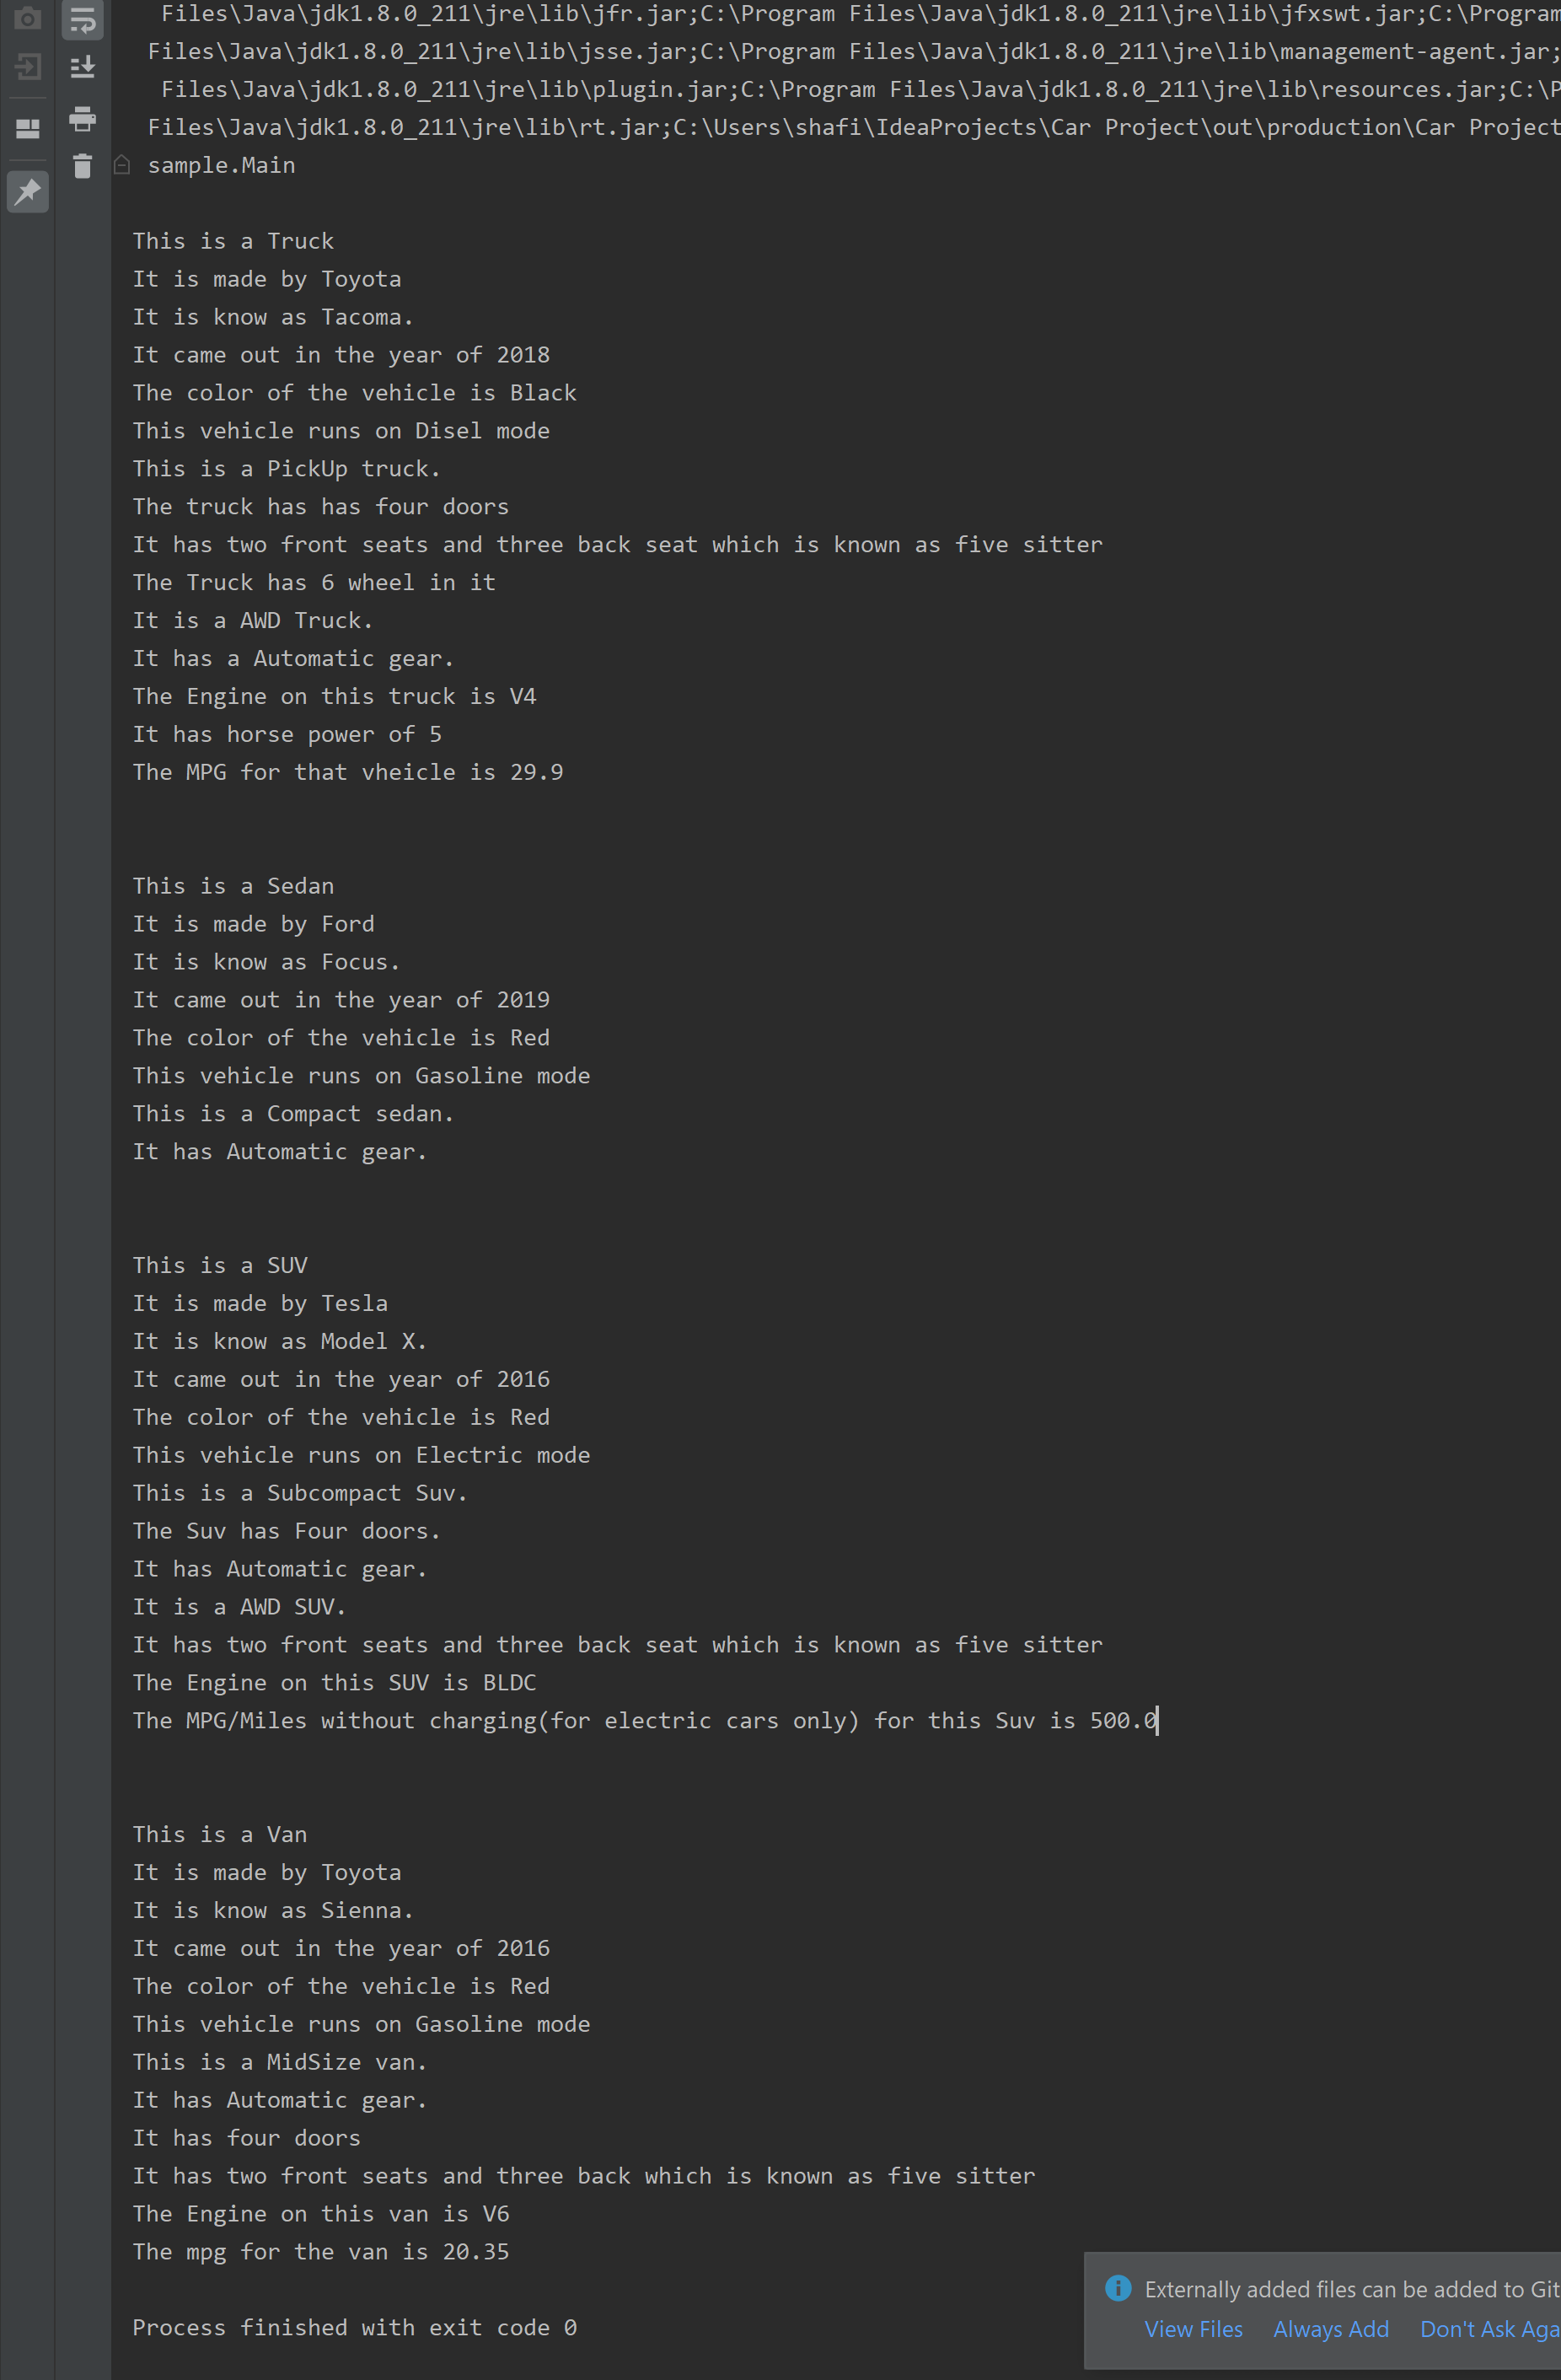 Files\Java\jdk1.8.0_211\jre\lib\jfr.jar;C:\Program Files\Java\jdk1.8.0_211\jre\lib\jfxswt.jar;C:\Program
Files\Java\jdk1.8.0_211\jre\lib\jsse.jar;C:\Program Files\Java\jdk1.8.0_211\jre\lib\management-agent.jar;
Files\Java\jdk1.8.0_211\jre\lib\plugin.jar;C:\Program Files\Java\jdk1.8.0_211\jre\lib\resources.jar;C:\P
Files\Java\jdk1.8.0_211\jre\lib\rt.jar;C:\Users\shafi\IdeaProjects\Car Project\out\production\Car Project
sample.Main
This is a Truck
It is made by Toyota
It is know as Tacoma.
It came out in the year of 2018
The color of the vehicle is Black
This vehicle runs on Disel mode
This is a PickUp truck.
The truck has has four doors
It has two front seats and three back seat which is known as five sitter
The Truck has 6 wheel in it
It is a AWD Truck.
It has a Automatic gear.
The Engine on this truck is V4
It has horse power of 5
The MPG for that vheicle is 29.9
This is a Sedan
It is made by Ford
It is know as Focus.
It came out in the year of 2019
The color of the vehicle is Red
This vehicle runs on Gasoline mode
This is a Compact sedan.
It has Automatic gear.
This is a SUV
It is made by Tesla
It is know as Model X.
It came out in the year of 2016
The color of the vehicle is Red
This vehicle runs on Electric mode
This is a Subcompact Suv.
The Suv has Four doors.
It has Automatic gear.
It is a AWD SUV.
It has two front seats and three back seat which is known as five sitter
The Engine on this SUV is BLDC
The MPG/Miles without charging(for electric cars only) for this Suv is 500.0
This is a Van
It is made by Toyota
It is know as Sienna.
It came out in the year of 2016
The color of the vehicle is Red
This vehicle runs on Gasoline mode
This is a MidSize van.
It has Automatic gear.
It has four doors
It has two front seats and three back which is known as five sitter
The Engine on this van is V6
The mpg for the van is 20.35
Externally added files can be added to Git
View Files Always Add Don't Ask Aga
Process finished with exit code 0